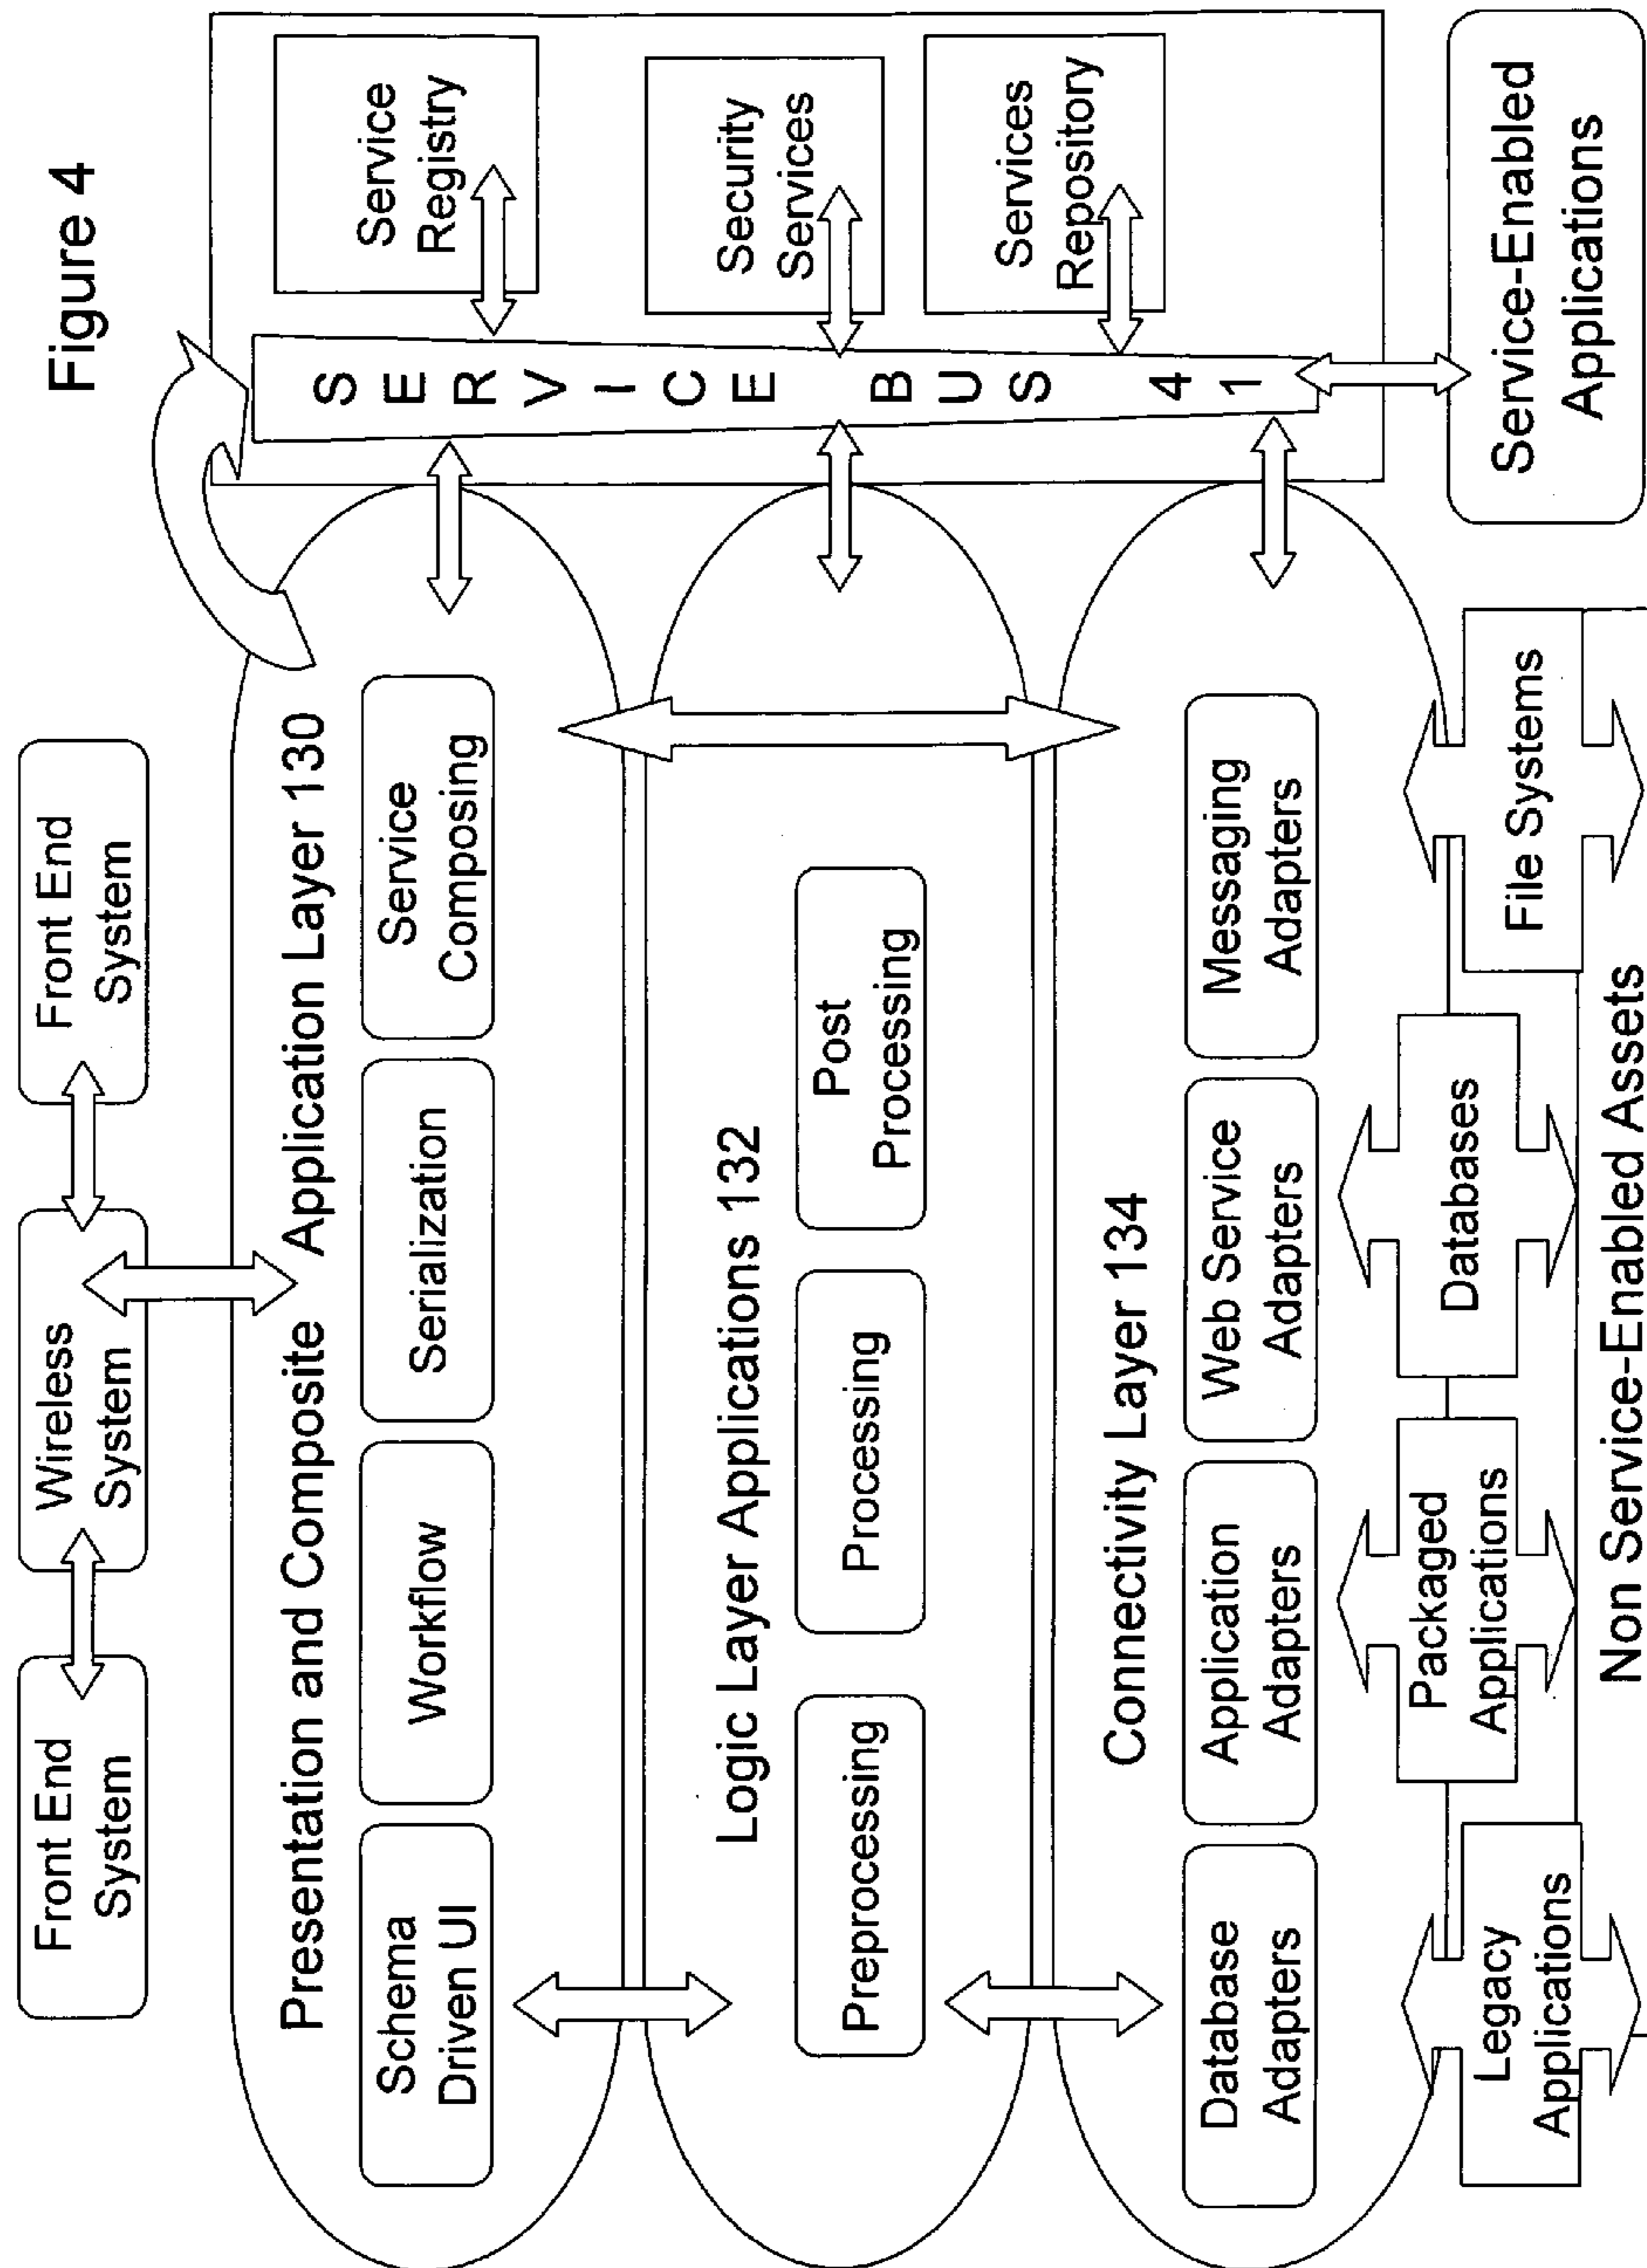 Figure 4
Front End
System
Wireless
System
Front End
System
Presentation and Composite Application Layer 130
Schema
Driven UI
Workflow
Serialization
Service
Composing
Logic Layer Applications 132
Preprocessing
Processing
Post
Processing
Connectivity Layer 134
Database
Adapters
Application
Adapters
Web Service
Adapters
Messaging
Adapters
Legacy
Applications
Packaged
Applications
Databases
File Systems
Non Service-Enabled Assets
SERVICE BUS 41
Service
Registry
Security
Services
Services
Repository
Service-Enabled
Applications